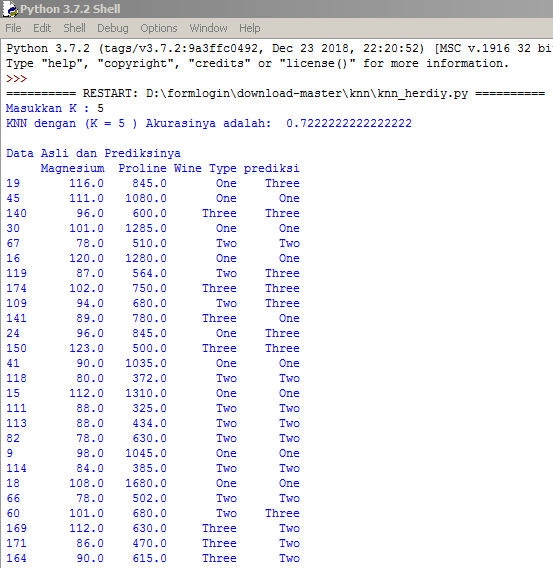 Python 3.7.2 Shell
File Edit Shell Debug Options Window Help
Python 3.7.2 (tags/v3.7.2:9a3ffc0492, Dec 23 2018, 22:20:52) [MSC v.1916 32 bi
Type "help", "copyright", "credits" or "license()" for more information.
>>>
========== RESTART: D:\formlogin\download-master\knn\knn_herdiy.py ==========
Masukkan K : 5
KNN dengan (K = 5 ) Akurasinya adalah:  0.7222222222222222
Data Asli dan Prediksinya
Magnesium Proline Wine Type prediksi
19 116.0 845.0 One Three
45 111.0 1080.0 One One
140 96.0 600.0 Three Three
30 101.0 1285.0 One One
67 78.0 510.0 Two Two
16 120.0 1280.0 One One
119 87.0 564.0 Two Three
174 102.0 750.0 Three Three
109 94.0 680.0 Two Three
141 89.0 780.0 Three One
24 96.0 845.0 One Three
150 123.0 500.0 Three Three
41 90.0 1035.0 One One
118 80.0 372.0 Two Two
15 112.0 1310.0 One One
111 88.0 325.0 Two Two
113 88.0 434.0 Two Two
82 78.0 630.0 Two Two
9 98.0 1045.0 One One
114 84.0 385.0 Two Two
18 108.0 1680.0 One One
66 78.0 502.0 Two Two
60 101.0 680.0 Two Three
169 112.0 630.0 Three Two
171 86.0 470.0 Three Two
164 90.0 615.0 Three Two